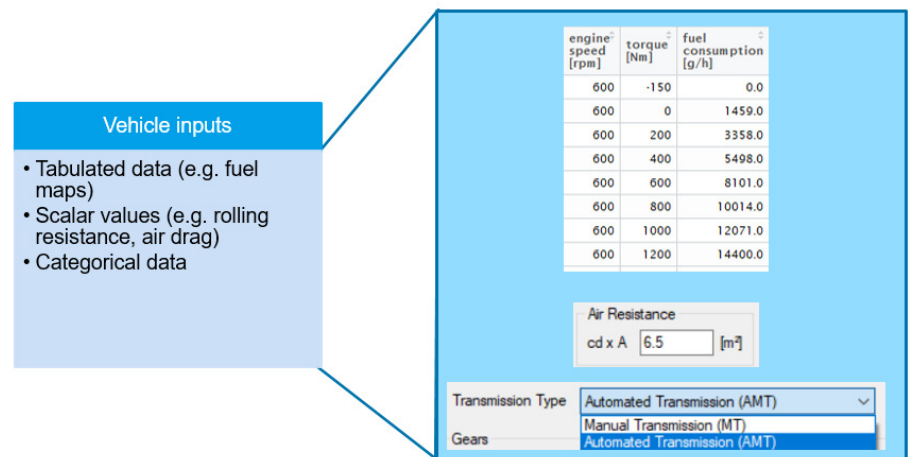 Vehicle inputs
• Tabulated data (e.g. fuel
maps)
• Scalar values (e.g. rolling
resistance, air drag)
• Categorical data
engine speed [rpm] torque [Nm] fuel consumption [g/h]
600 -150 0.0
600 0 1459.0
600 200 3358.0
600 400 5498.0
600 600 8101.0
600 800 10014.0
600 1000 12071.0
600 1200 14400.0
Air Resistance
cd x A 6.5 [m²]
Transmission Type Automated Transmission (AMT)
Manual Transmission (MT)
Gears Automated Transmission (AMT)